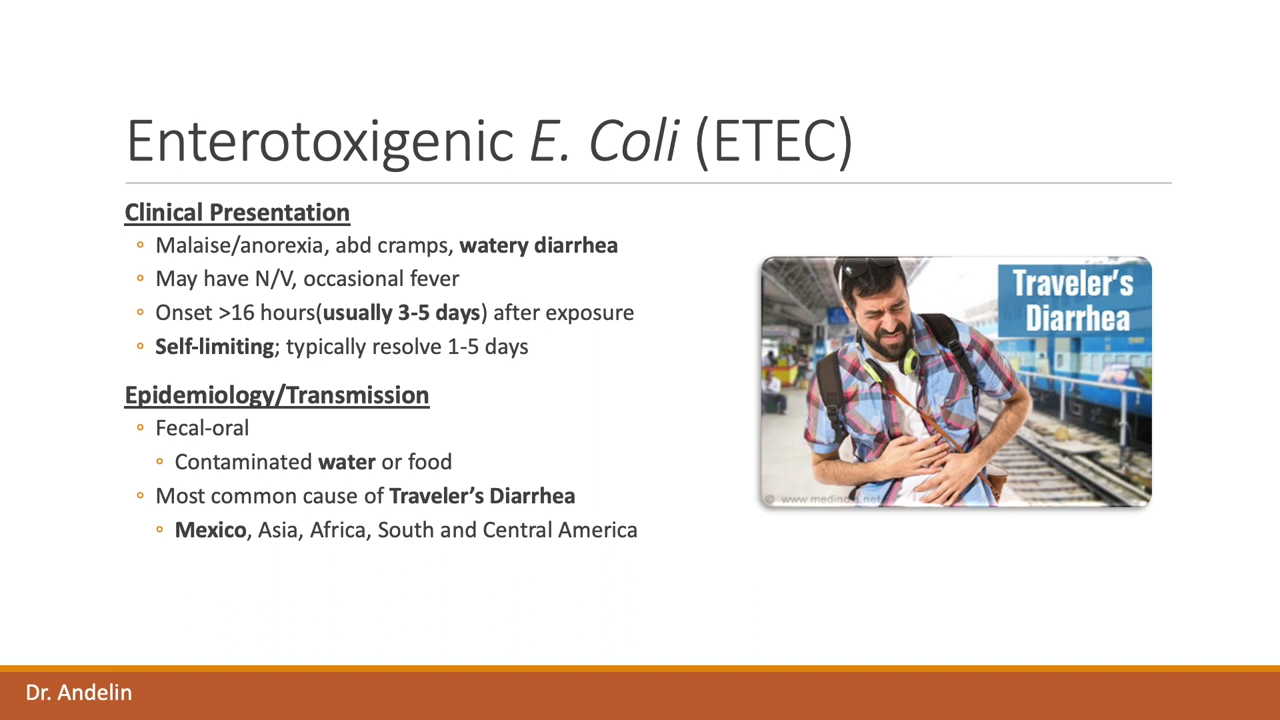 Enterotoxigenic E. Coli (ETEC)
Clinical Presentation
◦ Malaise/anorexia, abd cramps, watery diarrhea
◦ May have N/V, occasional fever
◦ Onset >16 hours(usually 3-5 days) after exposure
◦ Self-limiting; typically resolve 1-5 days
Epidemiology/Transmission
◦ Fecal-oral
◦ Contaminated water or food
◦ Most common cause of Traveler’s Diarrhea
◦ Mexico, Asia, Africa, South and Central America
Traveler's
Diarrhea
© www.medindia.net
Dr. Andelin